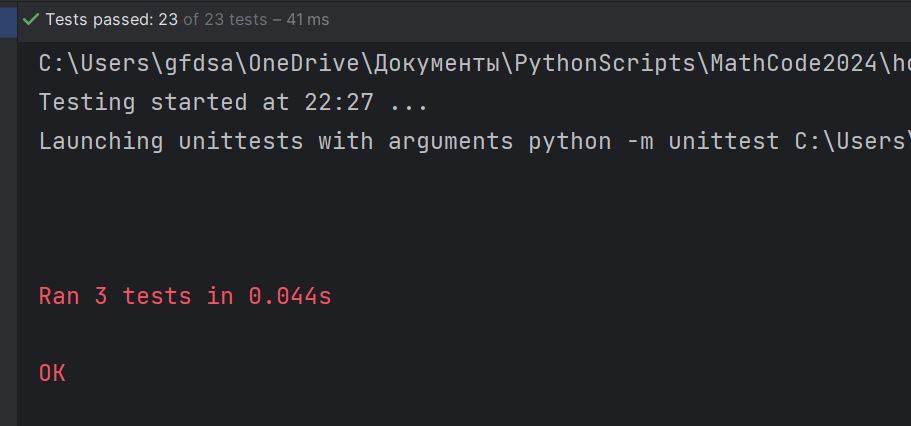 Tests passed: 23 of 23 tests – 41 ms
C:\Users\gfdsa\OneDrive\Документы\PythonScripts\MathCode2024\
Testing started at 22:27 ...
Launching unittests with arguments python -m unittest C:\Users\
Ran 3 tests in 0.044s
OK